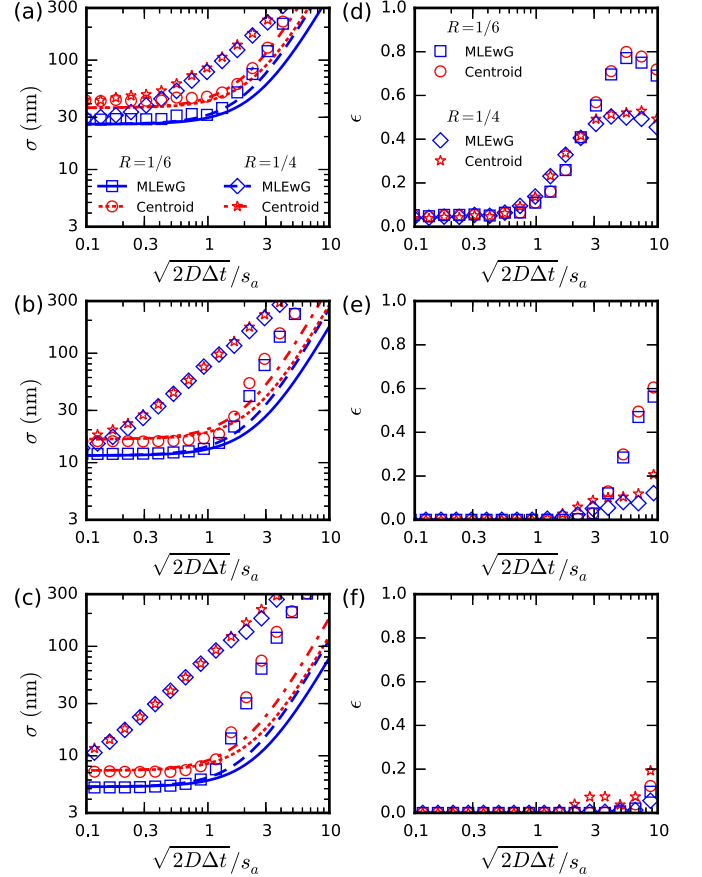 (a)
300
100
30
10
3
σ (nm)
R=1/6 R=1/4
MLEwG MLEwG
Centroid Centroid
0.1 0.3 1 3 10
√2DΔt/s_a
(d)
1.0
0.8
0.6
0.4
0.2
0.0
ϵ
R=1/6
MLEwG
Centroid
R=1/4
MLEwG
Centroid
0.1 0.3 1 3 10
√2DΔt/s_a
(b)
300
100
30
10
3
σ (nm)
0.1 0.3 1 3 10
√2DΔt/s_a
(e)
1.0
0.8
0.6
0.4
0.2
0.0
ϵ
0.1 0.3 1 3 10
√2DΔt/s_a
(c)
300
100
30
10
3
σ (nm)
0.1 0.3 1 3 10
√2DΔt/s_a
(f)
1.0
0.8
0.6
0.4
0.2
0.0
ϵ
0.1 0.3 1 3 10
√2DΔt/s_a